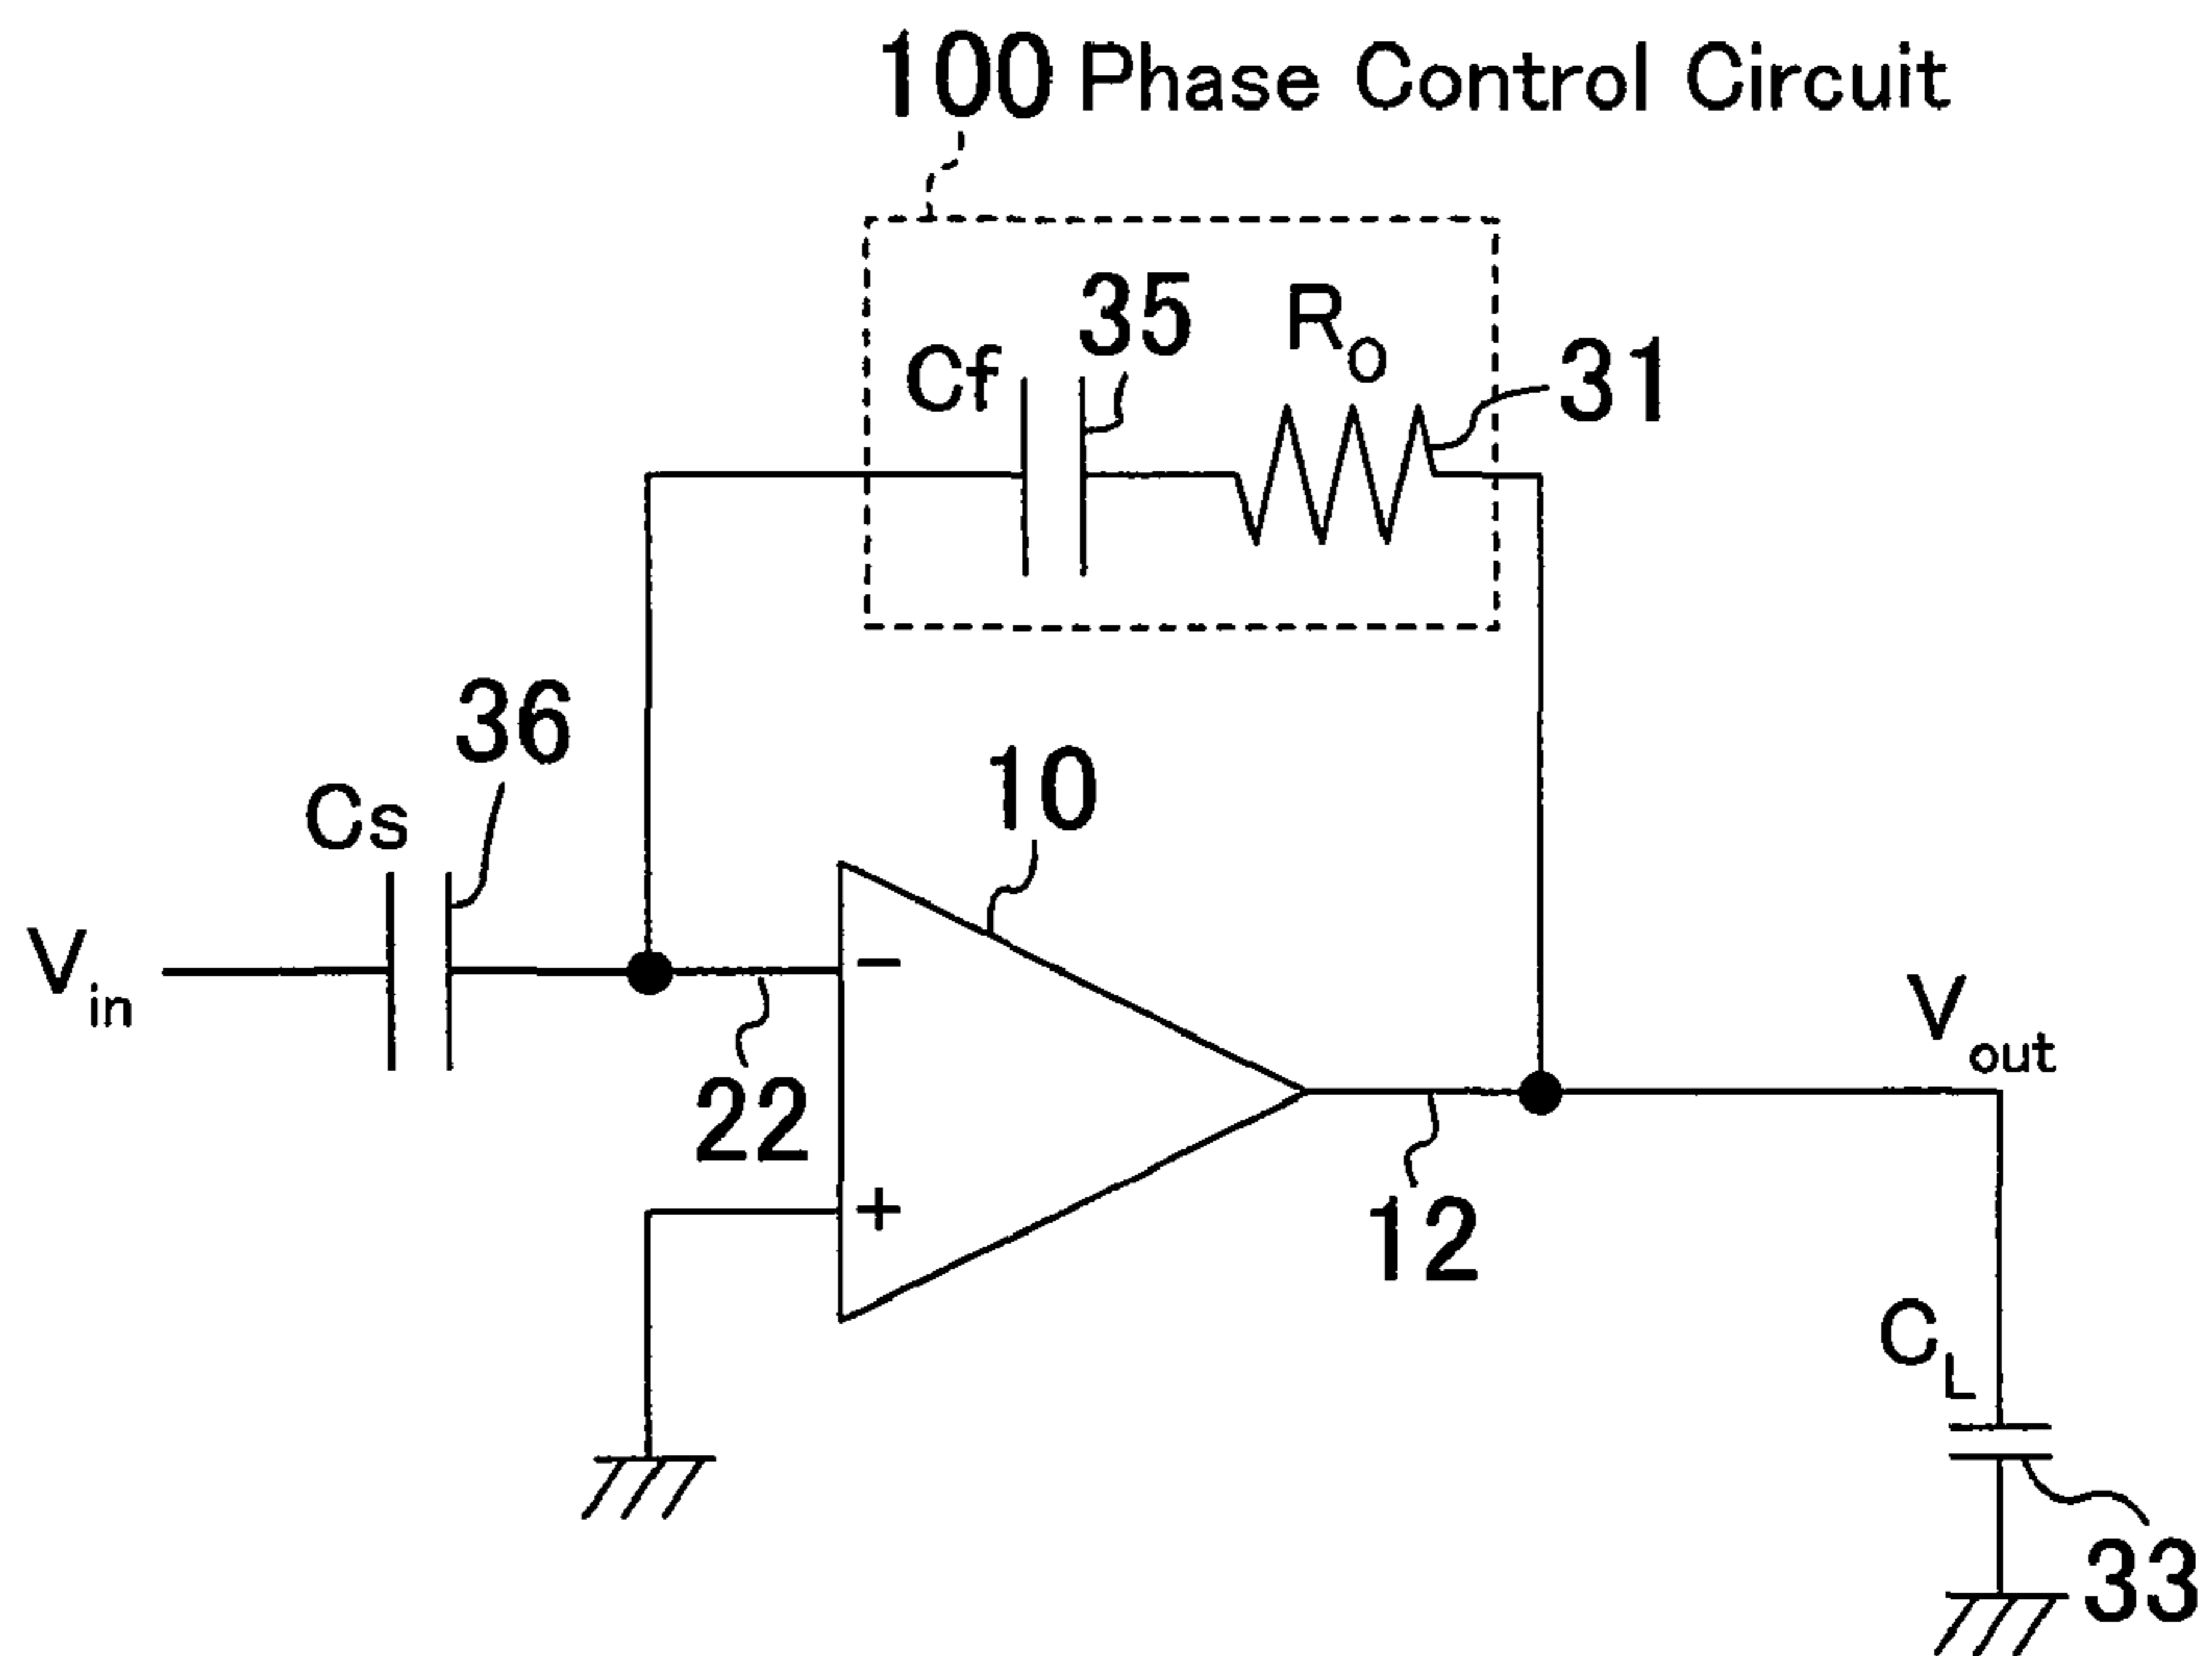 100 Phase Control Circuit
35
Ro
Cf
31
36
10
Cs
Vin
−
22
+
12
Vout
CL
33